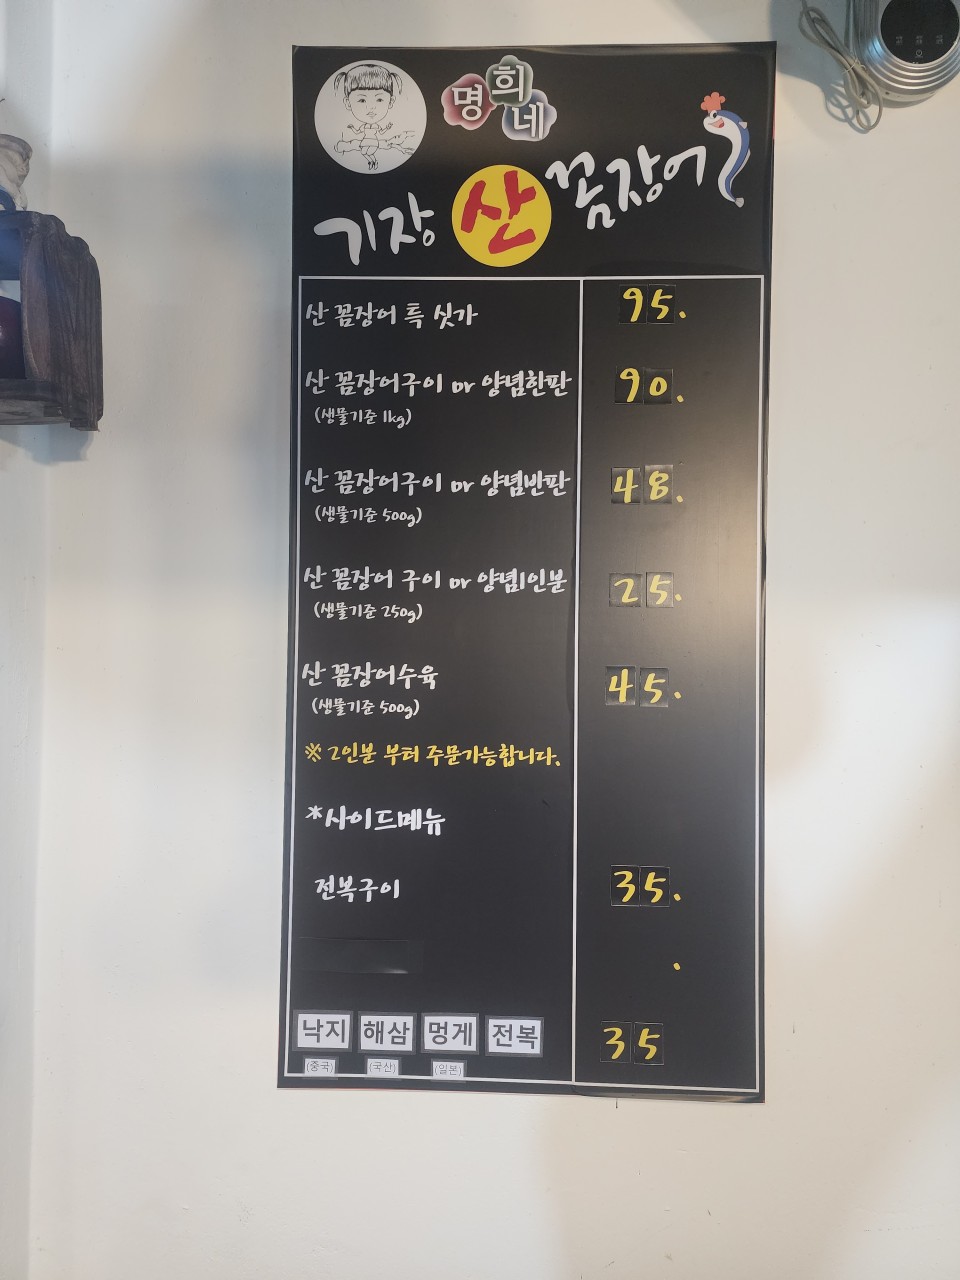 명희네
기장 산 꼼장어
산 꼼장어 특 싯가 95.
산 꼼장어구이 or 양념한판 90.
(생물기준 1kg)
산 꼼장어구이 or 양념반판 48.
(생물기준 500g)
산 꼼장어 구이 or 양념1인분 25.
(생물기준 250g)
산 꼼장어수육 45.
(생물기준 500g)
※ 2인분 부터 주문가능합니다.
*사이드메뉴
전복구이 35.
.
낙지 해삼 멍게 전복 35
(중국) (국산) (일본)